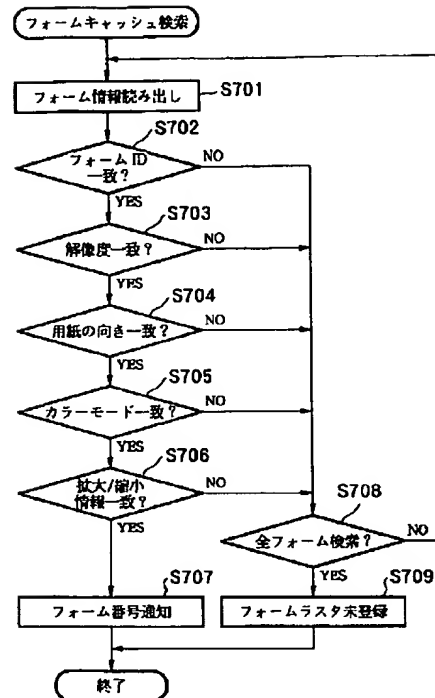 フォームキャッシュ検索
フォーム情報読み出し
S701
S702
フォームID
一致?
NO
YES
S703
解像度一致?
NO
YES
S704
用紙の向き一致?
NO
YES
S705
カラーモード一致?
NO
YES
S706
拡大/縮小
情報一致?
NO
YES
S708
全フォーム検索?
NO
YES
S707
フォーム番号通知
S709
フォームラスタ未登録
終了